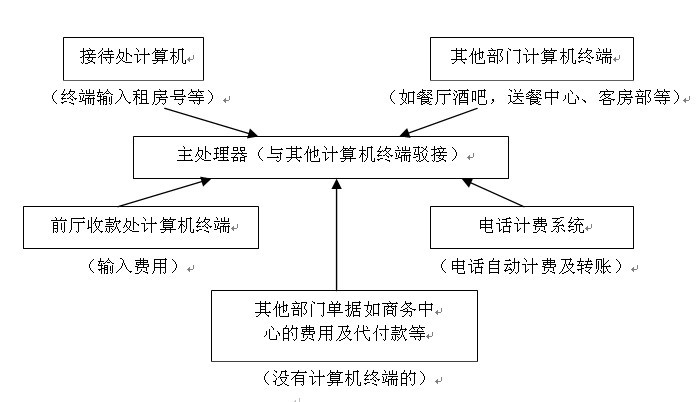 接待处计算机
其他部门计算机终端
（终端输入租房号等）
（如餐厅酒吧，送餐中心、客房部等）
主处理器（与其他计算机终端驳接）
前厅收款处计算机终端
电话计费系统
（输入费用）
（电话自动计费及转账）
其他部门单据如商务中
心的费用及代付款等
（没有计算机终端的）